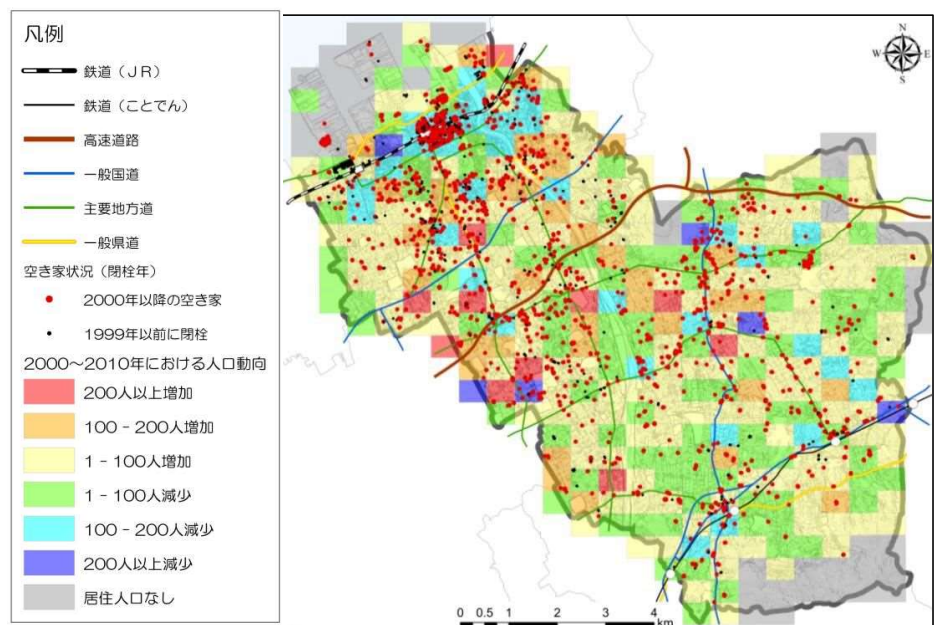 凡例
鉄道（ＪＲ）
鉄道（ことでん）
高速道路
一般国道
主要地方道
一般県道
空き家状況（閉栓年）
2000年以降の空き家
1999年以前に閉栓
2000～2010年における人口動向
200人以上増加
100 - 200人増加
1 - 100人増加
1 - 100人減少
100 - 200人減少
200人以上減少
居住人口なし
N
W
E
S
0 0.5 1 2 3 4
km